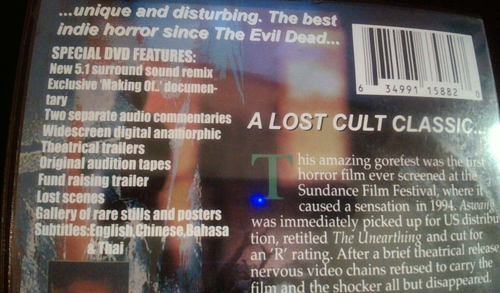 ...unique and disturbing. The best
indie horror since The Evil Dead...
SPECIAL DVD FEATURES:
New 5.1 surround sound remix
Exclusive 'Making Of..' documen-
tary
Two separate audio commentaries
Widescreen digital anamorphic
Theatrical trailers
Original audition tapes
Fund raising trailer
Lost scenes
Gallery of rare stills and posters
Subtitles:English,Chinese,Bahasa
& Thai
6 34991 15882 0
A LOST CULT CLASSIC...
This amazing gorefest was the first
horror film ever screened at the
Sundance Film Festival, where it
caused a sensation in 1994. Aswang
was immediately picked up for US distribu
tion, retitled The Unearthing and cut for
an 'R' rating. After a brief theatrical release
nervous video chains refused to carry the
film and the shocker all but disappeared.